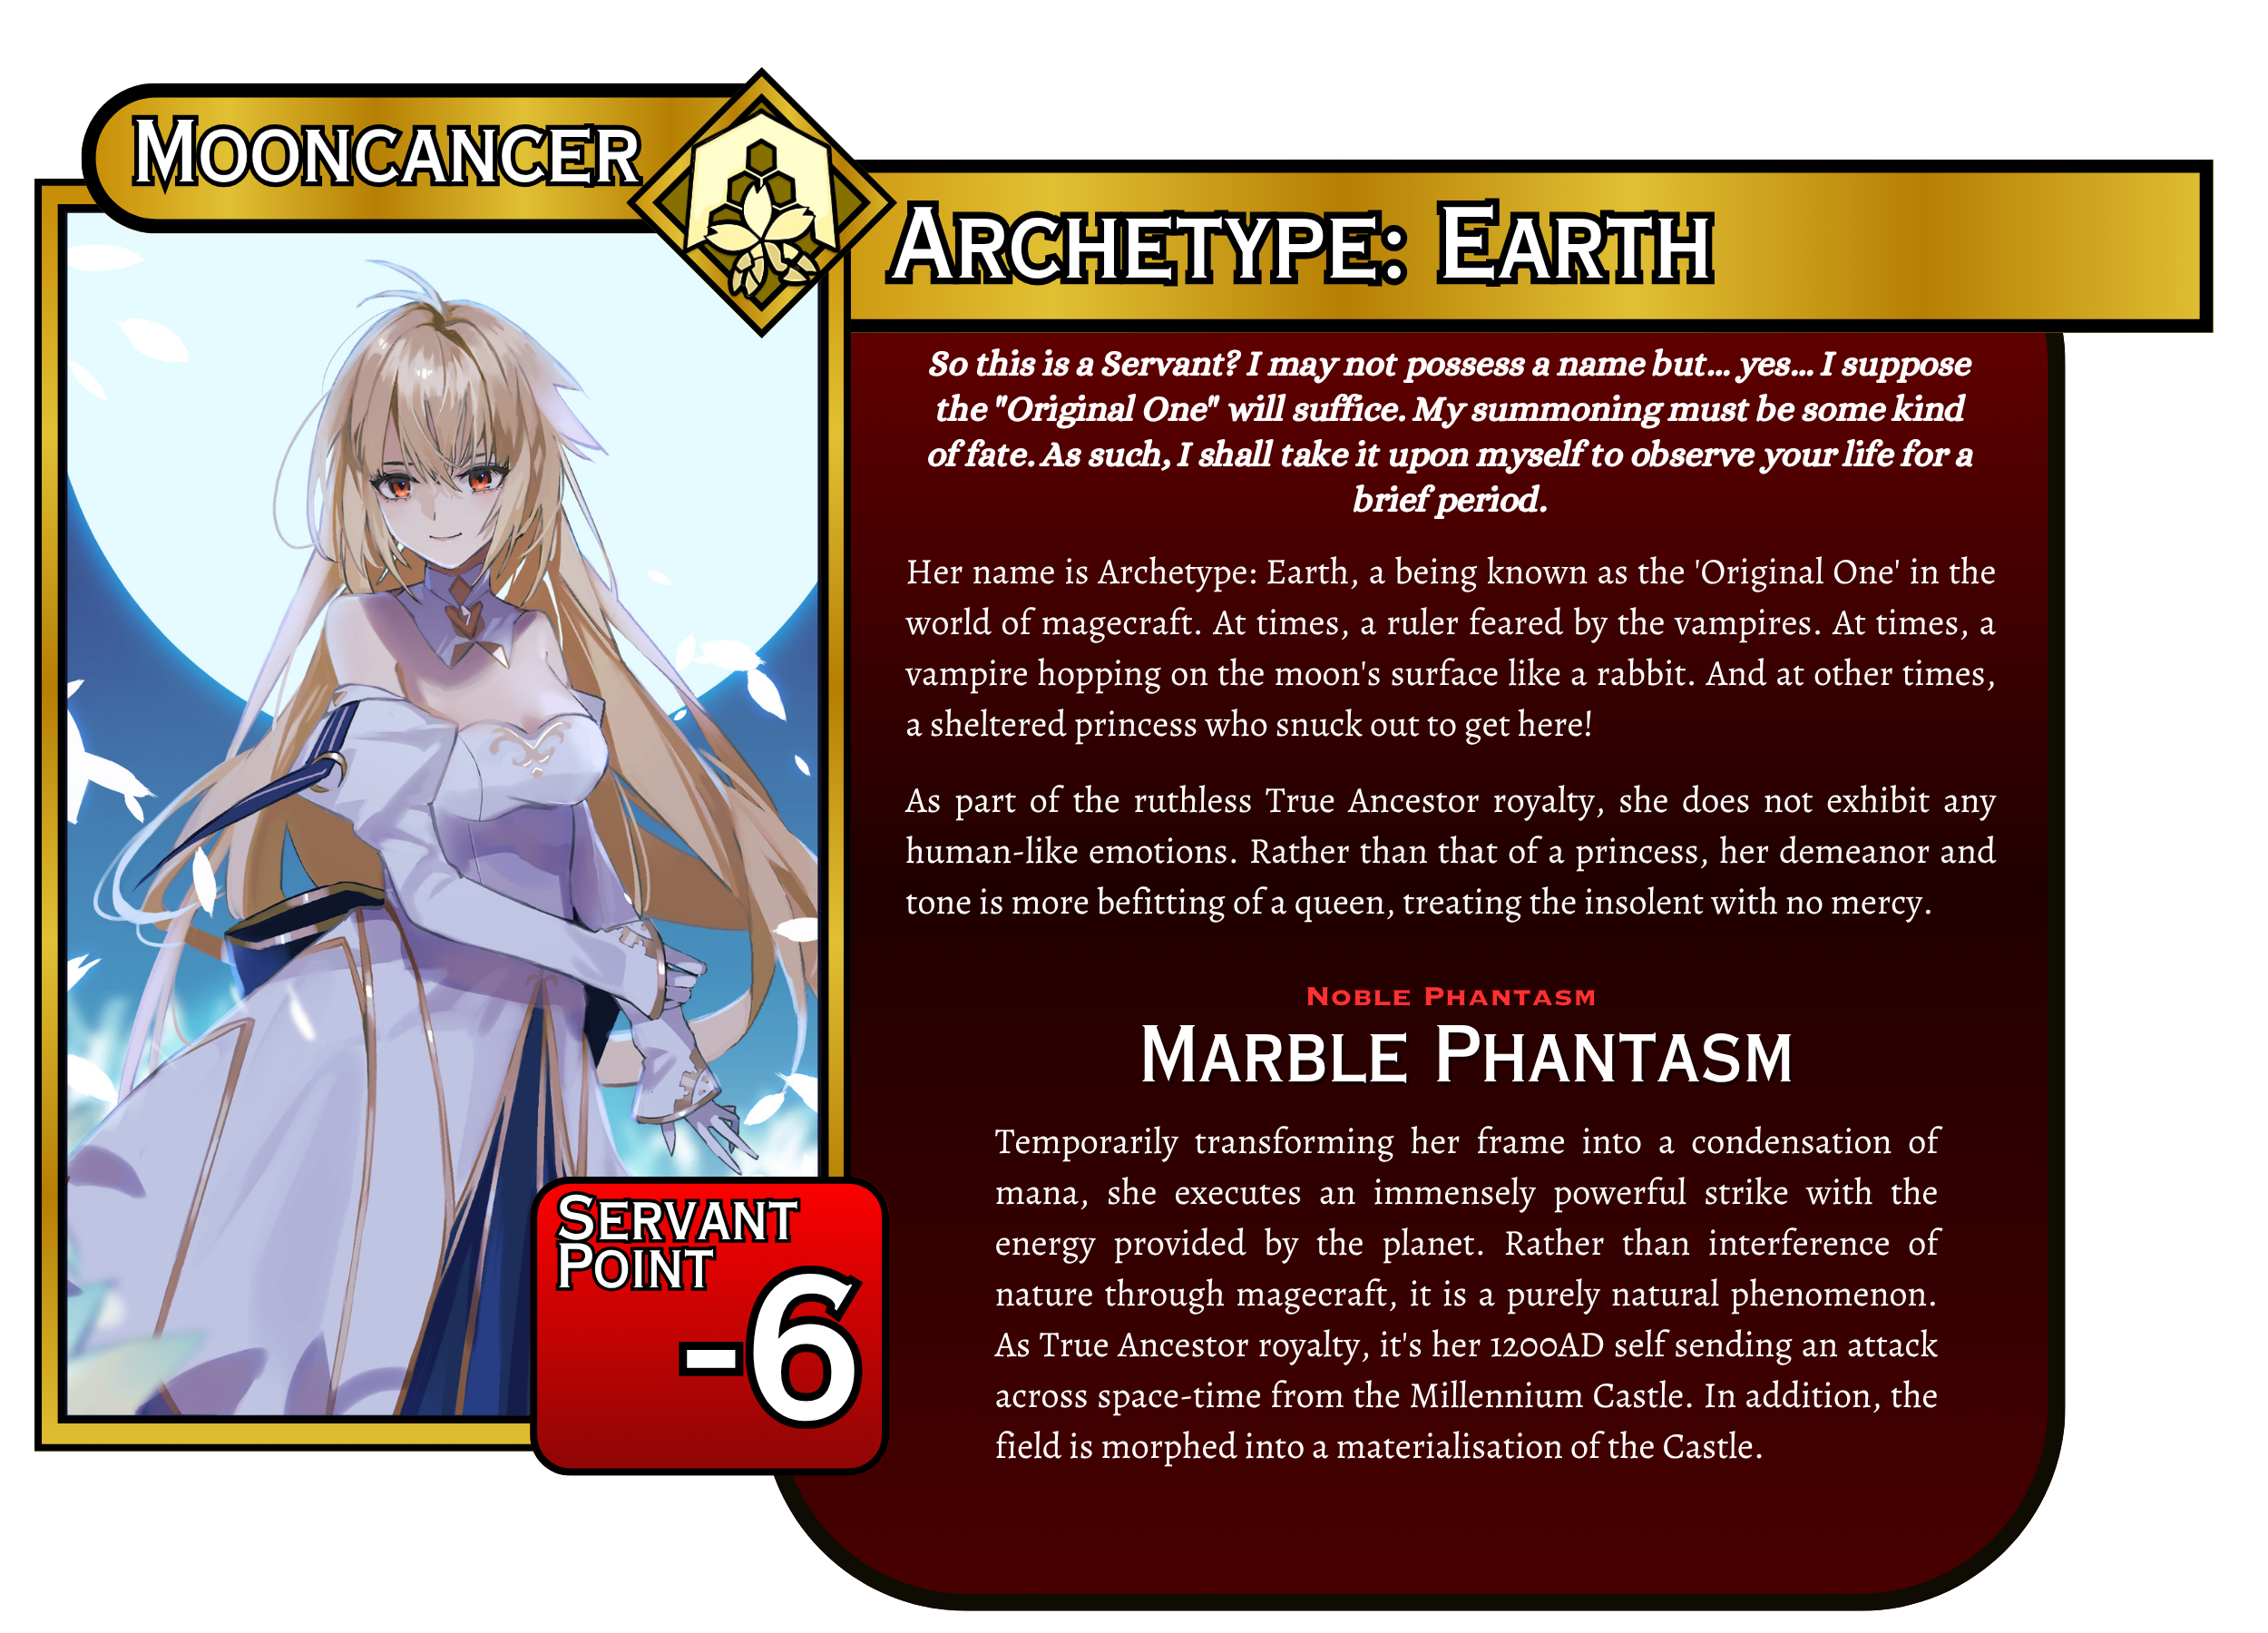 Mooncancer
Archetype: Earth
So this is a Servant? I may not possess a name but... yes... I suppose
the "Original One" will suffice. My summoning must be some kind
of fate. As such, I shall take it upon myself to observe your life for a
brief period.
Her name is Archetype: Earth, a being known as the 'Original One' in the
world of magecraft. At times, a ruler feared by the vampires. At times, a
vampire hopping on the moon's surface like a rabbit. And at other times,
a sheltered princess who snuck out to get here!
As part of the ruthless True Ancestor royalty, she does not exhibit any
human-like emotions. Rather than that of a princess, her demeanor and
tone is more befitting of a queen, treating the insolent with no mercy.
Noble Phantasm
Marble Phantasm
Temporarily transforming her frame into a condensation of
mana, she executes an immensely powerful strike with the
energy provided by the planet. Rather than interference of
nature through magecraft, it is a purely natural phenomenon.
As True Ancestor royalty, it's her 1200AD self sending an attack
across space-time from the Millennium Castle. In addition, the
field is morphed into a materialisation of the Castle.
Servant
Point
-6